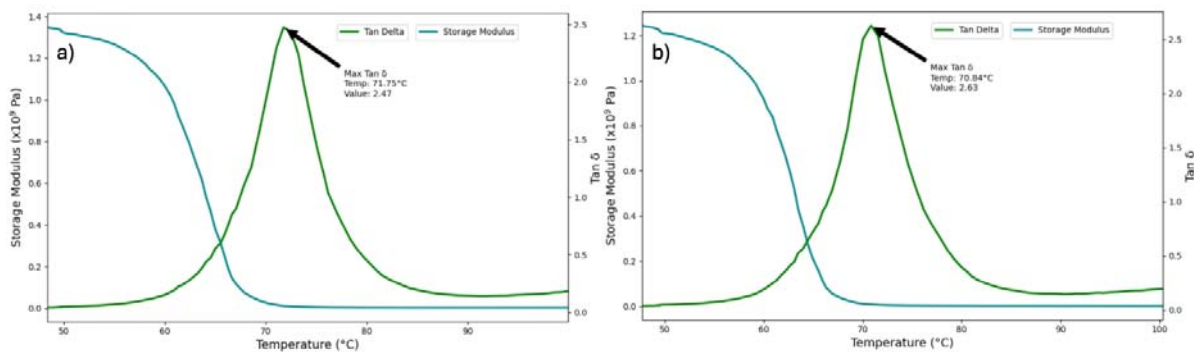 a)
Tan Delta
Storage Modulus
Max Tan δ
Temp: 71.75°C
Value: 2.47
Storage Modulus (x10⁹ Pa)
1.4
1.2
1.0
0.8
0.6
0.4
0.2
0.0
2.5
2.0
1.5
1.0
0.5
0.0
Tan δ
50 60 70 80 90
Temperature (°C)
b)
Tan Delta
Storage Modulus
Max Tan δ
Temp: 70.84°C
Value: 2.63
Storage Modulus (x10⁹ Pa)
1.2
1.0
0.8
0.6
0.4
0.2
0.0
2.5
2.0
1.5
1.0
0.5
0.0
Tan δ
50 60 70 80 90 100
Temperature (°C)